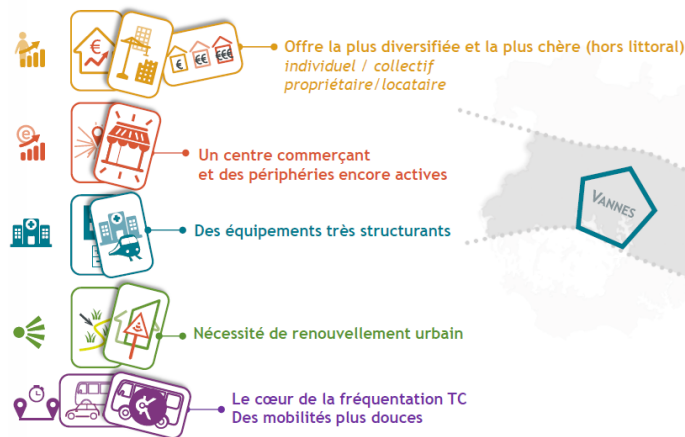 Offre la plus diversifiée et la plus chère (hors littoral)
individuel / collectif
propriétaire/locataire
€
€
€€
€€€
e
Un centre commerçant
et des périphéries encore actives
VANNES
Des équipements très structurants
Nécessité de renouvellement urbain
Le cœur de la fréquentation TC
Des mobilités plus douces